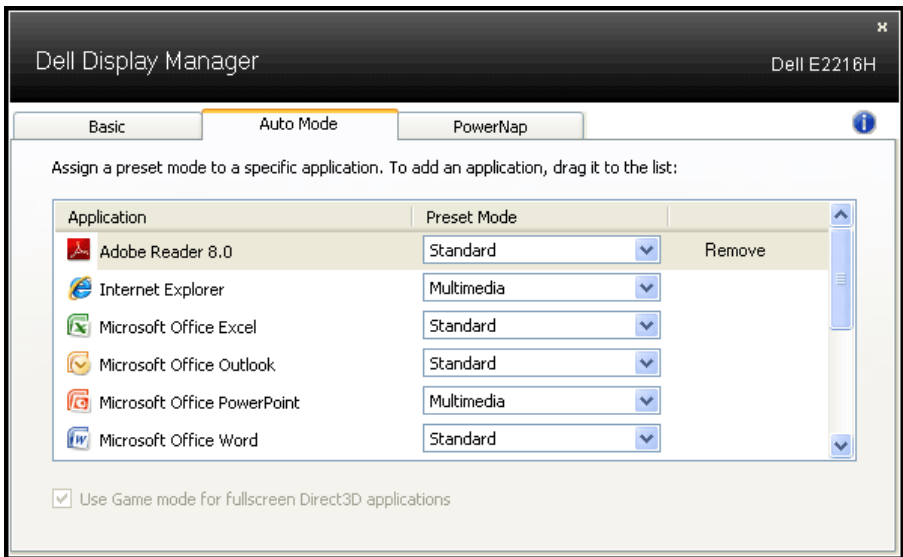 Dell Display Manager
Dell E2216H
Basic Auto Mode PowerNap
Assign a preset mode to a specific application. To add an application, drag it to the list:
Application Preset Mode
Adobe Reader 8.0 Standard Remove
Internet Explorer Multimedia
Microsoft Office Excel Standard
Microsoft Office Outlook Standard
Microsoft Office PowerPoint Multimedia
Microsoft Office Word Standard
Use Game mode for fullscreen Direct3D applications